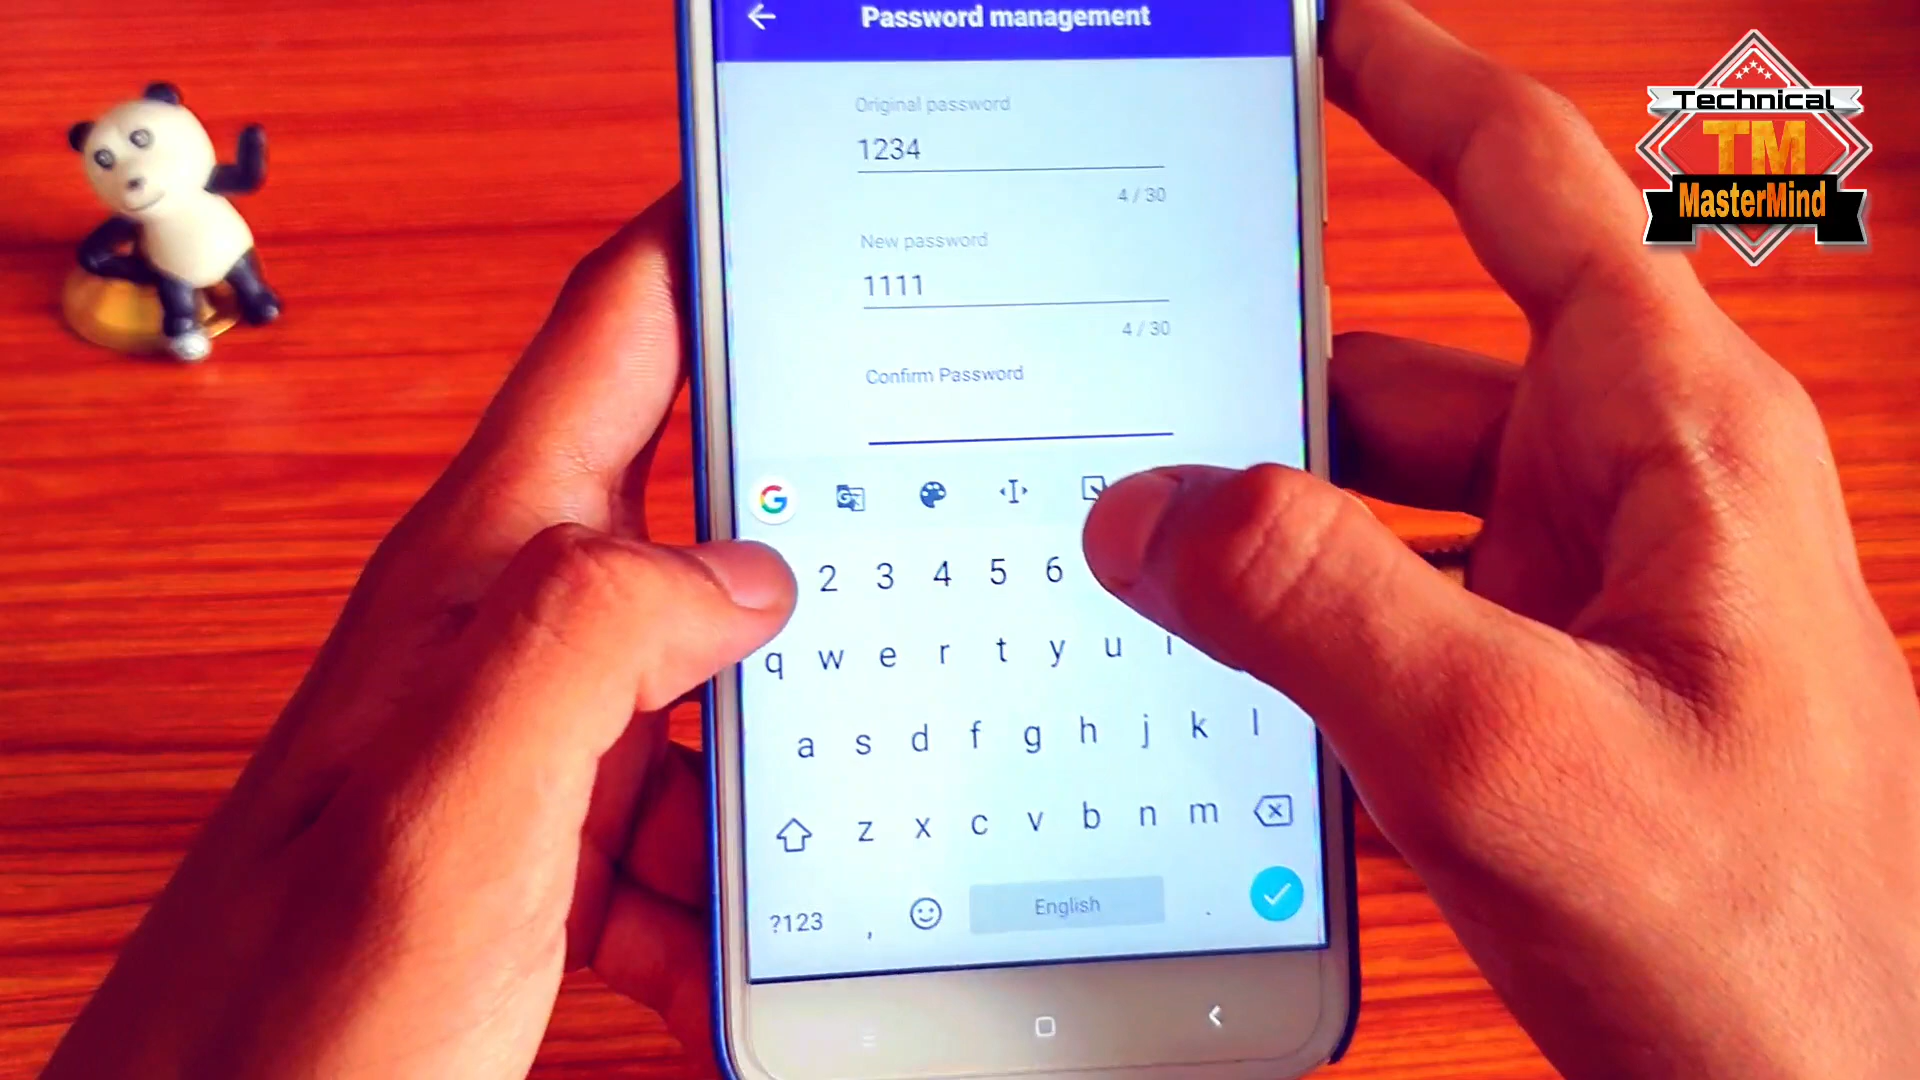 Password management
Original password
1234
4 / 30
New password
1111
4 / 30
Confirm Password
G
2 3 4 5 6
q w e r t y u i
a s d f g h j k l
z x c v b n m
?123 , English .
Technical
TM
MasterMind